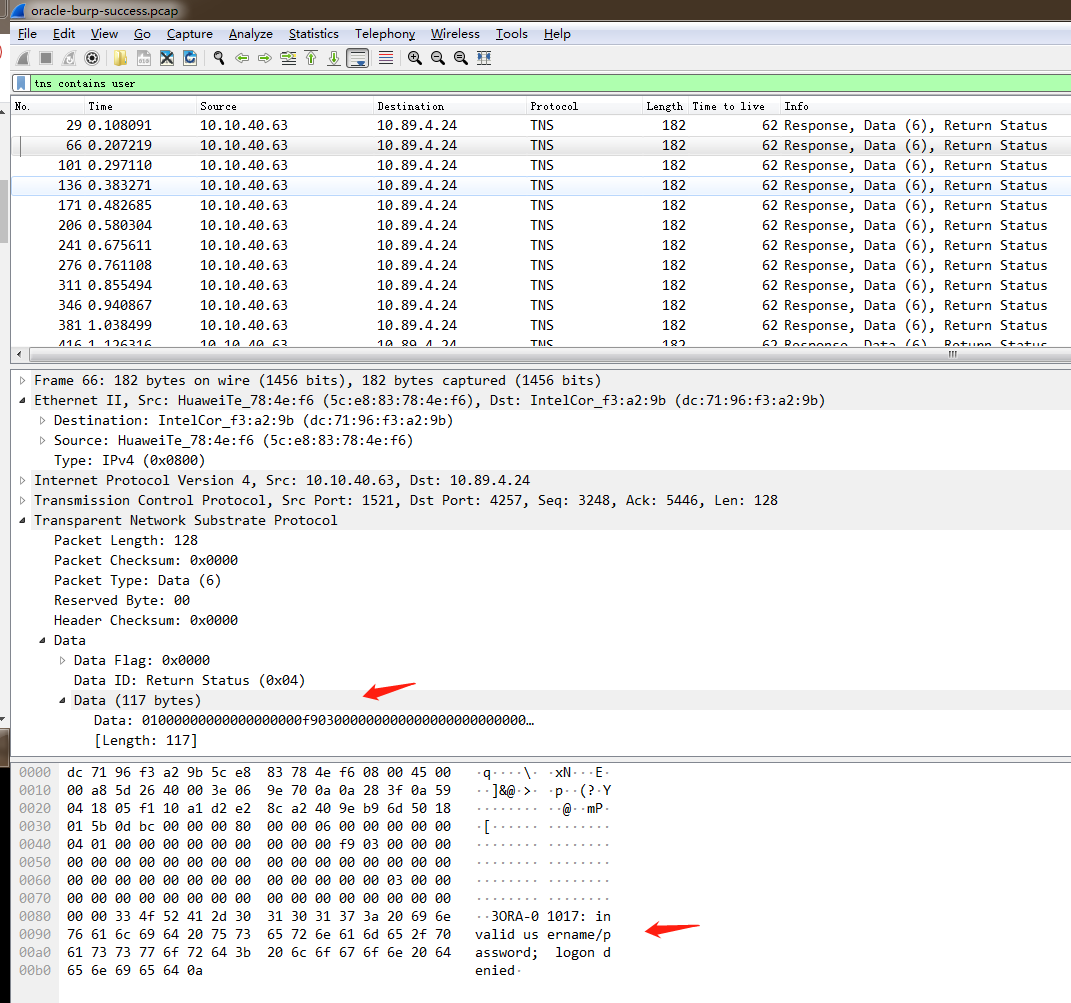 oracle-burp-success.pcap
File Edit View Go Capture Analyze Statistics Telephony Wireless Tools Help
tns contains user
No. Time Source Destination Protocol Length Time to live Info
29 0.108091 10.10.40.63 10.89.4.24 TNS 182 62 Response, Data (6), Return Status
66 0.207219 10.10.40.63 10.89.4.24 TNS 182 62 Response, Data (6), Return Status
101 0.297110 10.10.40.63 10.89.4.24 TNS 182 62 Response, Data (6), Return Status
136 0.383271 10.10.40.63 10.89.4.24 TNS 182 62 Response, Data (6), Return Status
171 0.482685 10.10.40.63 10.89.4.24 TNS 182 62 Response, Data (6), Return Status
206 0.580304 10.10.40.63 10.89.4.24 TNS 182 62 Response, Data (6), Return Status
241 0.675611 10.10.40.63 10.89.4.24 TNS 182 62 Response, Data (6), Return Status
276 0.761108 10.10.40.63 10.89.4.24 TNS 182 62 Response, Data (6), Return Status
311 0.855494 10.10.40.63 10.89.4.24 TNS 182 62 Response, Data (6), Return Status
346 0.940867 10.10.40.63 10.89.4.24 TNS 182 62 Response, Data (6), Return Status
381 1.038499 10.10.40.63 10.89.4.24 TNS 182 62 Response, Data (6), Return Status
416 1.126316 10.10.40.63 10.89.4.24 TNS 182 62 Response, Data (6), Return Status
Frame 66: 182 bytes on wire (1456 bits), 182 bytes captured (1456 bits)
Ethernet II, Src: HuaweiTe_78:4e:f6 (5c:e8:83:78:4e:f6), Dst: IntelCor_f3:a2:9b (dc:71:96:f3:a2:9b)
Destination: IntelCor_f3:a2:9b (dc:71:96:f3:a2:9b)
Source: HuaweiTe_78:4e:f6 (5c:e8:83:78:4e:f6)
Type: IPv4 (0x0800)
Internet Protocol Version 4, Src: 10.10.40.63, Dst: 10.89.4.24
Transmission Control Protocol, Src Port: 1521, Dst Port: 4257, Seq: 3248, Ack: 5446, Len: 128
Transparent Network Substrate Protocol
Packet Length: 128
Packet Checksum: 0x0000
Packet Type: Data (6)
Reserved Byte: 00
Header Checksum: 0x0000
Data
Data Flag: 0x0000
Data ID: Return Status (0x04)
Data (117 bytes)
Data: 01000000000000000000f9030000000000000000000000000…
[Length: 117]
0000 dc 71 96 f3 a2 9b 5c e8 83 78 4e f6 08 00 45 00 ·q····\· ·xN···E·
0010 00 a8 5d 26 40 00 3e 06 9e 70 0a 0a 28 3f 0a 59 ··]&@·>· ·p··(?·Y
0020 04 18 05 f1 10 a1 d2 e2 8c a2 40 9e b9 6d 50 18 ········ ··@··mP·
0030 01 5b 0d bc 00 00 00 80 00 00 06 00 00 00 00 00 ·[······ ········
0040 04 01 00 00 00 00 00 00 00 00 00 f9 03 00 00 00 ········ ········
0050 00 00 00 00 00 00 00 00 00 00 00 00 00 00 00 00 ········ ········
0060 00 00 00 00 00 00 00 00 00 00 00 00 00 03 00 00 ········ ········
0070 00 00 00 00 00 00 00 00 00 00 00 00 00 00 00 00 ········ ········
0080 00 00 33 4f 52 41 2d 30 31 30 31 37 3a 20 69 6e ··3ORA-0 1017: in
0090 76 61 6c 69 64 20 75 73 65 72 6e 61 6d 65 2f 70 valid us ername/p
00a0 61 73 73 77 6f 72 64 3b 20 6c 6f 67 6f 6e 20 64 assword;  logon d
00b0 65 6e 69 65 64 0a enied·